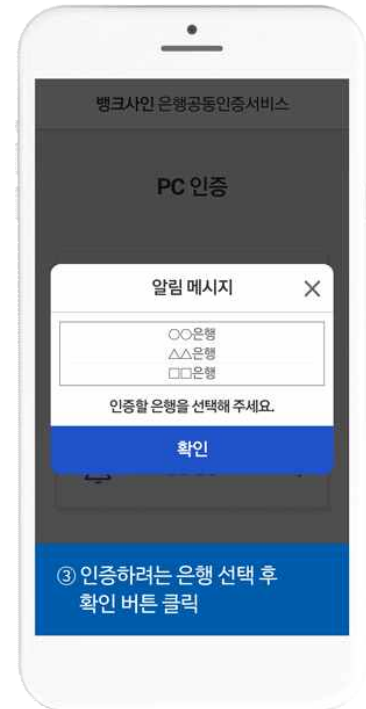 뱅크사인 은행공동인증서비스
PC 인증
알림 메시지
○○은행
△△은행
□□은행
인증할 은행을 선택해 주세요.
확인
③ 인증하려는 은행 선택 후
확인 버튼 클릭